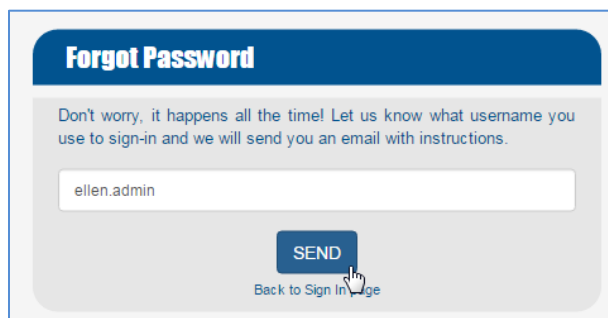 Forgot Password
Don't worry, it happens all the time! Let us know what username you
use to sign-in and we will send you an email with instructions.
ellen.admin
SEND
Back to Sign In page